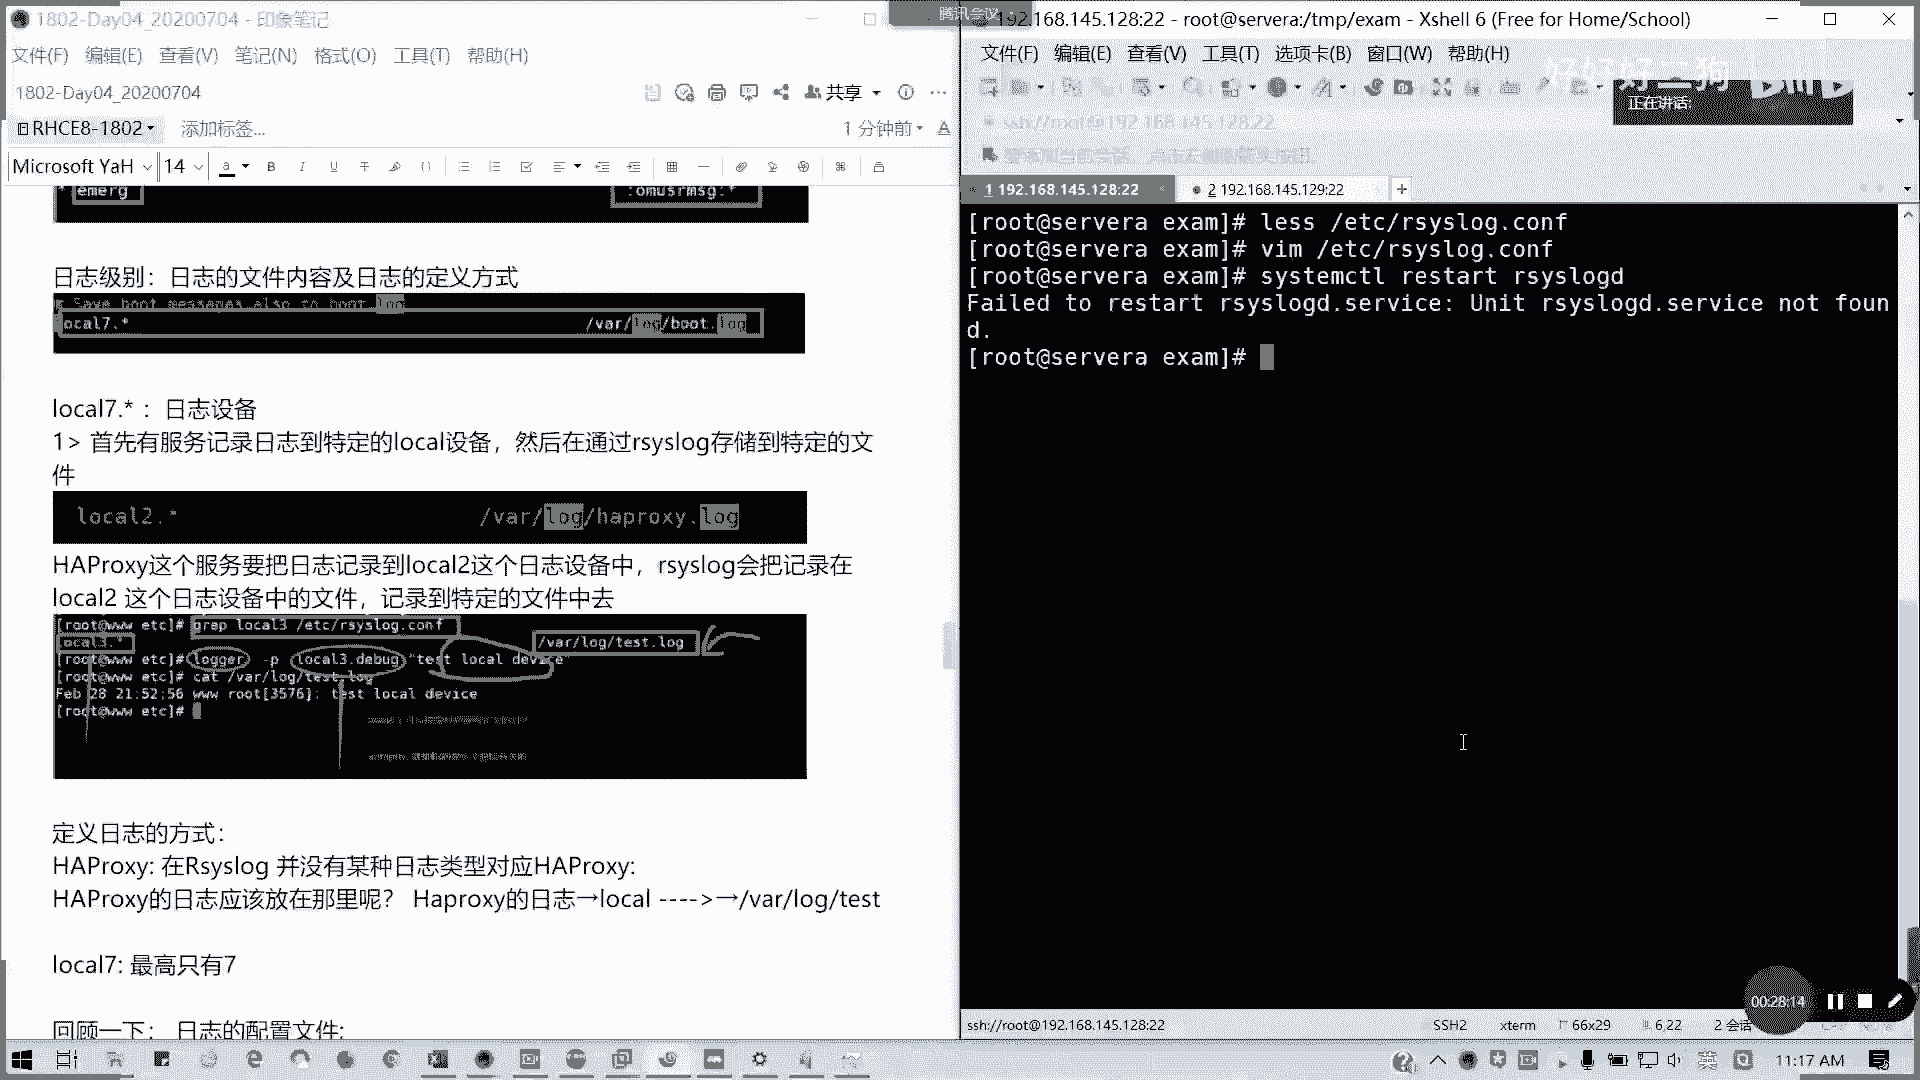 1802-Day04_20200704 - 印象笔记
文件(F) 编辑(E) 查看(V) 笔记(N) 格式(O) 工具(T) 帮助(H)
1802-Day04_20200704
共享
RHCE8-1802
添加标签...
1 分钟前
Microsoft YaH
14
emerg
:omusrmsg:*
日志级别：日志的文件内容及日志的定义方式
# Save boot messages also to boot.log
local7.* /var/log/boot.log
local7.* ：日志设备
1> 首先有服务记录日志到特定的local设备，然后在通过rsyslog存储到特定的文
件
local2.* /var/log/haproxy.log
HAProxy这个服务要把日志记录到local2这个日志设备中，rsyslog会把记录在
local2 这个日志设备中的文件，记录到特定的文件中去
[root@www etc]# grep local3 /etc/rsyslog.conf
local3.* /var/log/test.log
[root@www etc]# logger -p local3.debug "test local device"
[root@www etc]# cat /var/log/test.log
Feb 28 21:52:56 www root[3576]: test local device
[root@www etc]#
定义日志的方式：
HAProxy: 在Rsyslog 并没有某种日志类型对应HAProxy:
HAProxy的日志应该放在那里呢？ Haproxy的日志→local ---->→/var/log/test
local7: 最高只有7
回顾一下： 日志的配置文件:
腾讯会议
192.168.145.128:22 - root@servera:/tmp/exam - Xshell 6 (Free for Home/School)
文件(F) 编辑(E) 查看(V) 工具(T) 选项卡(B) 窗口(W) 帮助(H)
好好好二狗
正在讲话:
ssh://root@192.168.145.128:22
1 192.168.145.128:22
2 192.168.145.129:22
[root@servera exam]# less /etc/rsyslog.conf
[root@servera exam]# vim /etc/rsyslog.conf
[root@servera exam]# systemctl restart rsyslogd
Failed to restart rsyslogd.service: Unit rsyslogd.service not foun
d.
[root@servera exam]#
00:28:14
ssh://root@192.168.145.128:22
SSH2
xterm
66x29
6,22
2 会话
英
11:17 AM